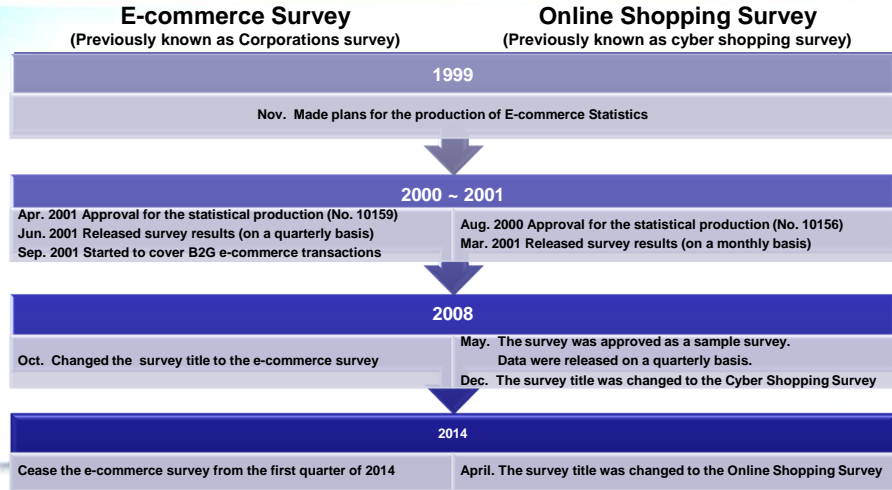 E-commerce Survey
(Previously known as Corporations survey)
Online Shopping Survey
(Previously known as cyber shopping survey)
1999
Nov. Made plans for the production of E-commerce Statistics
2000 ~ 2001
Apr. 2001 Approval for the statistical production (No. 10159)
Jun. 2001 Released survey results (on a quarterly basis)
Sep. 2001 Started to cover B2G e-commerce transactions
Aug. 2000 Approval for the statistical production (No. 10156)
Mar. 2001 Released survey results (on a monthly basis)
2008
Oct. Changed the survey title to the e-commerce survey
May. The survey was approved as a sample survey.
Data were released on a quarterly basis.
Dec. The survey title was changed to the Cyber Shopping Survey
2014
Cease the e-commerce survey from the first quarter of 2014
April. The survey title was changed to the Online Shopping Survey